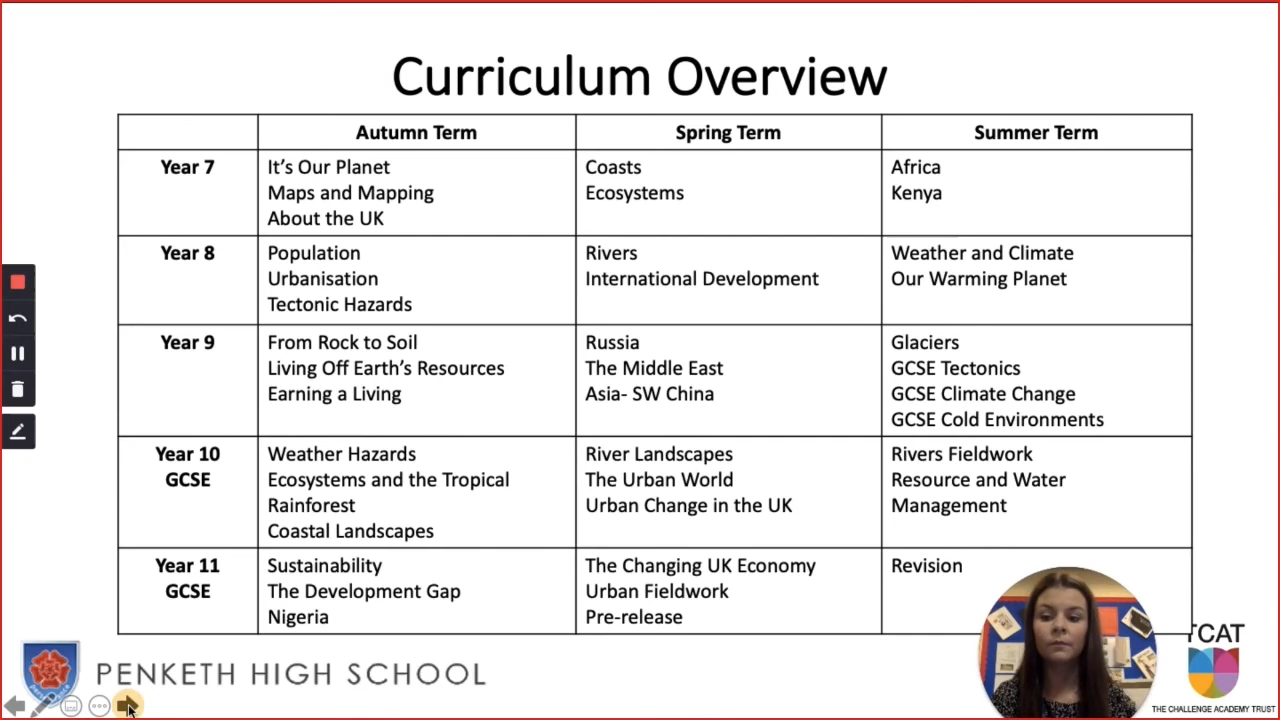 Curriculum Overview
Autumn Term
Spring Term
Summer Term
Year 7
It's Our Planet
Maps and Mapping
About the UK
Coasts
Ecosystems
Africa
Kenya
Year 8
Population
Urbanisation
Tectonic Hazards
Rivers
International Development
Weather and Climate
Our Warming Planet
Year 9
From Rock to Soil
Living Off Earth's Resources
Earning a Living
Russia
The Middle East
Asia- SW China
Glaciers
GCSE Tectonics
GCSE Climate Change
GCSE Cold Environments
Year 10
GCSE
Weather Hazards
Ecosystems and the Tropical
Rainforest
Coastal Landscapes
River Landscapes
The Urban World
Urban Change in the UK
Rivers Fieldwork
Resource and Water
Management
Year 11
GCSE
Sustainability
The Development Gap
Nigeria
The Changing UK Economy
Urban Fieldwork
Pre-release
Revision
PENKETH HIGH SCHOOL
TCAT
THE CHALLENGE ACADEMY TRUST